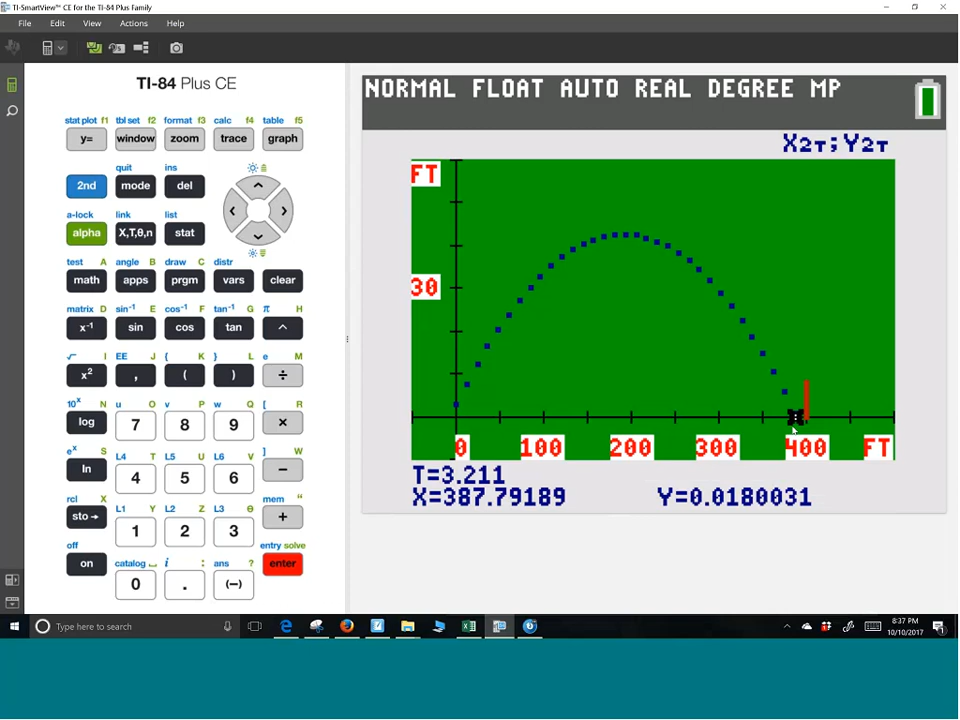 TI-SmartView™ CE for the TI-84 Plus Family
File Edit View Actions Help
TI-84 Plus CE
stat plot f1 tbl set f2 format f3 calc f4 table f5
y= window zoom trace graph
quit ins
2nd mode del
a-lock link list
alpha X,T,θ,n stat
test A angle B draw C distr
math apps prgm vars clear
matrix D sin⁻¹ E cos⁻¹ F tan⁻¹ G π H
x⁻¹ sin cos tan ^
√ I EE J { K } L e M
x² , ( ) ÷
10ˣ N u O v P w Q [ R
log 7 8 9 ×
eˣ S L4 T L5 U L6 V ] W
ln 4 5 6 −
rcl X L1 Y L2 Z L3 θ mem "
sto→ 1 2 3 +
off catalog ⎵ i : ans ? entry solve
on 0 . (−) enter
NORMAL FLOAT AUTO REAL DEGREE MP
X2T;Y2T
FT
30
0 100 200 300 400 FT
T=3.211
X=387.79189 Y=0.0180031
Type here to search
8:37 PM
10/10/2017